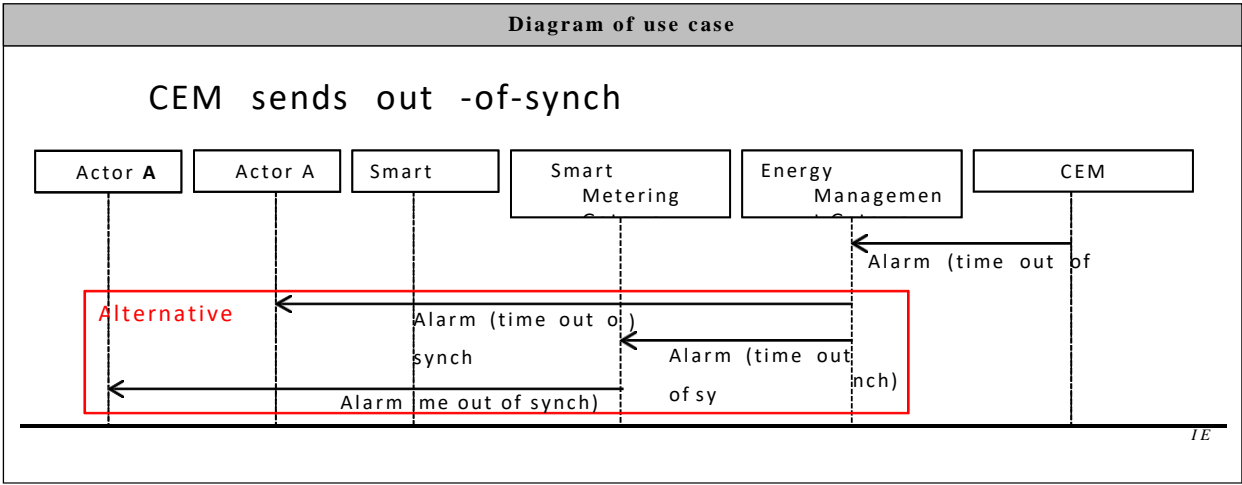 Diagram of use case
CEM sends out -of-synch
Actor A
Actor A
Smart
Smart
Metering
Energy
Managemen
CEM
Alarm (time out of
Alternative
Alarm (time out o )
synch
Alarm (time out
of sy
nch)
Alarm me out of synch)
IE